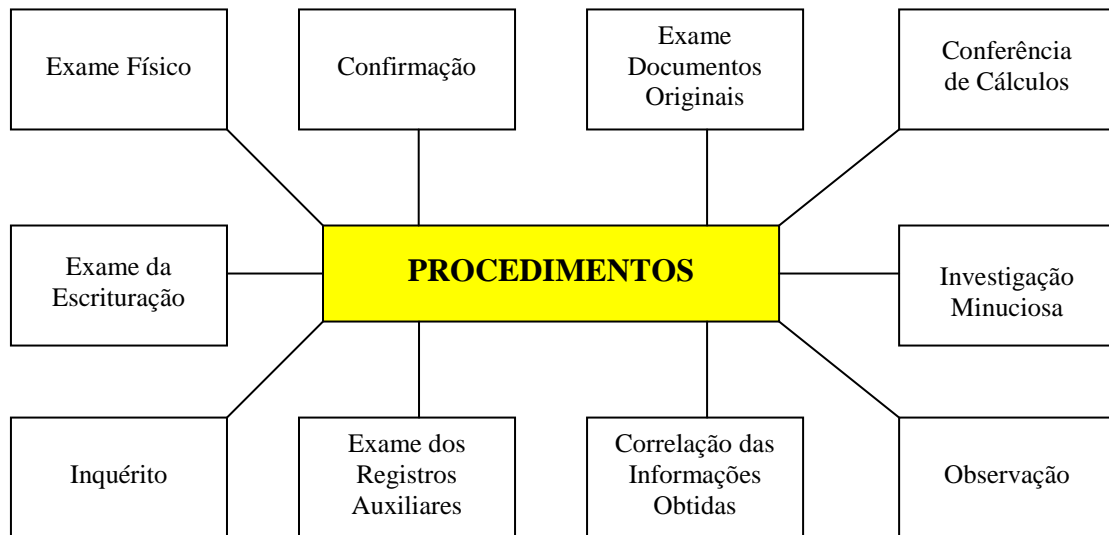 Exame Físico
Confirmação
Exame
Documentos
Originais
Conferência
de Cálculos
Exame da
Escrituração
PROCEDIMENTOS
Investigação
Minuciosa
Inquérito
Exame dos
Registros
Auxiliares
Correlação das
Informações
Obtidas
Observação